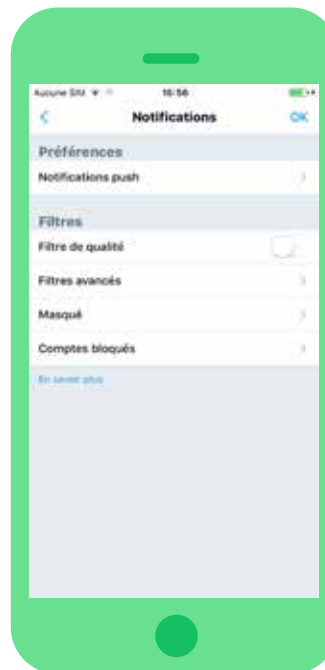 Aucune SIM 16:56
Notifications OK
Préférences
Notifications push
Filtres
Filtre de qualité
Filtres avancés
Masqué
Comptes bloqués
En savoir plus